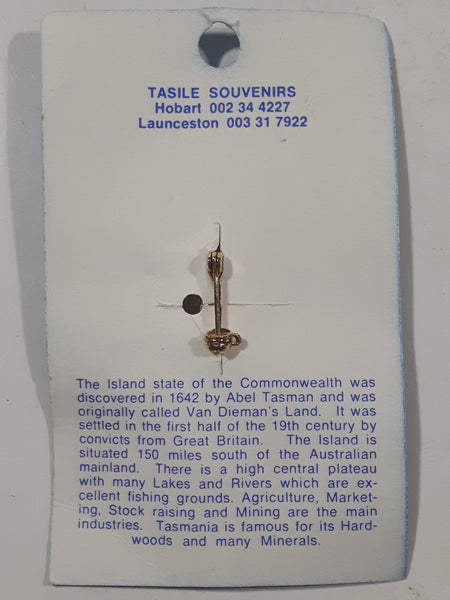 TASILE SOUVENIRS
Hobart 002 34 4227
Launceston 003 31 7922
The Island state of the Commonwealth was
discovered in 1642 by Abel Tasman and was
originally called Van Dieman's Land. It was
settled in the first half of the 19th century by
convicts from Great Britain. The Island is
situated 150 miles south of the Australian
mainland. There is a high central plateau
with many Lakes and Rivers which are ex-
cellent fishing grounds. Agriculture, Market-
ing, Stock raising and Mining are the main
industries. Tasmania is famous for its Hard-
woods and many Minerals.